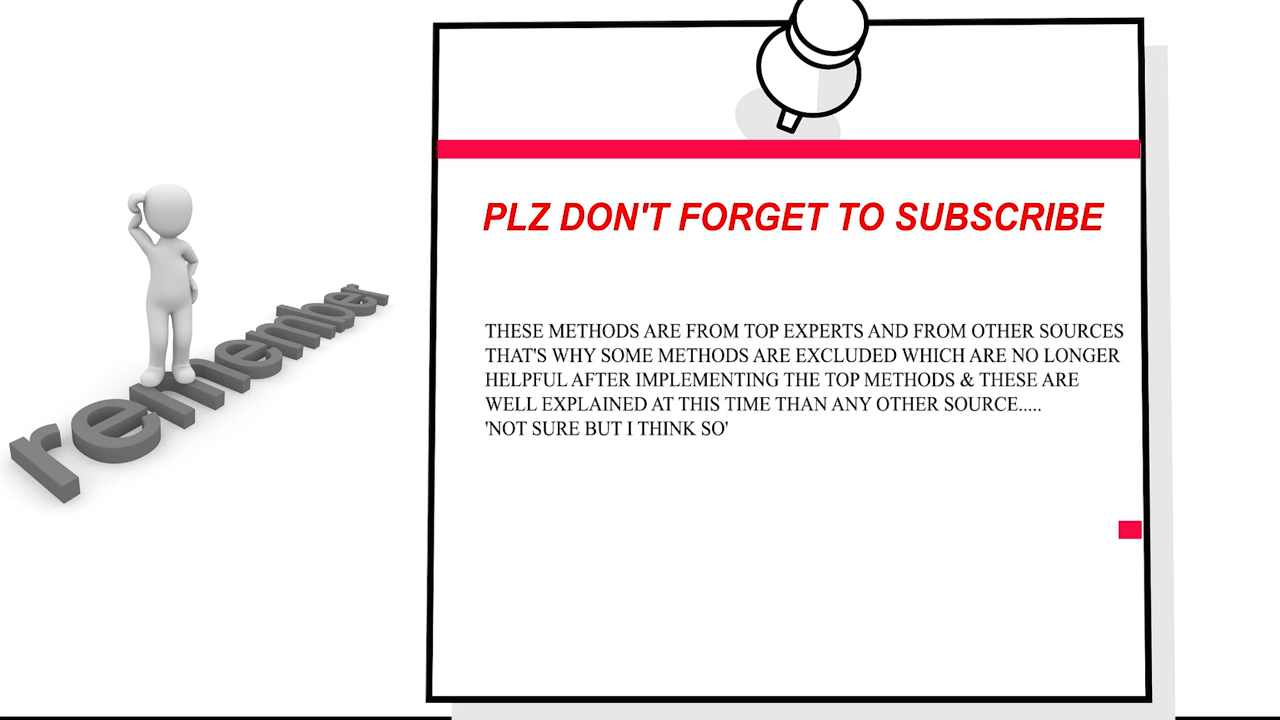 remember
PLZ DON'T FORGET TO SUBSCRIBE
THESE METHODS ARE FROM TOP EXPERTS AND FROM OTHER SOURCES
THAT'S WHY SOME METHODS ARE EXCLUDED WHICH ARE NO LONGER
HELPFUL AFTER IMPLEMENTING THE TOP METHODS & THESE ARE
WELL EXPLAINED AT THIS TIME THAN ANY OTHER SOURCE.....
'NOT SURE BUT I THINK SO'